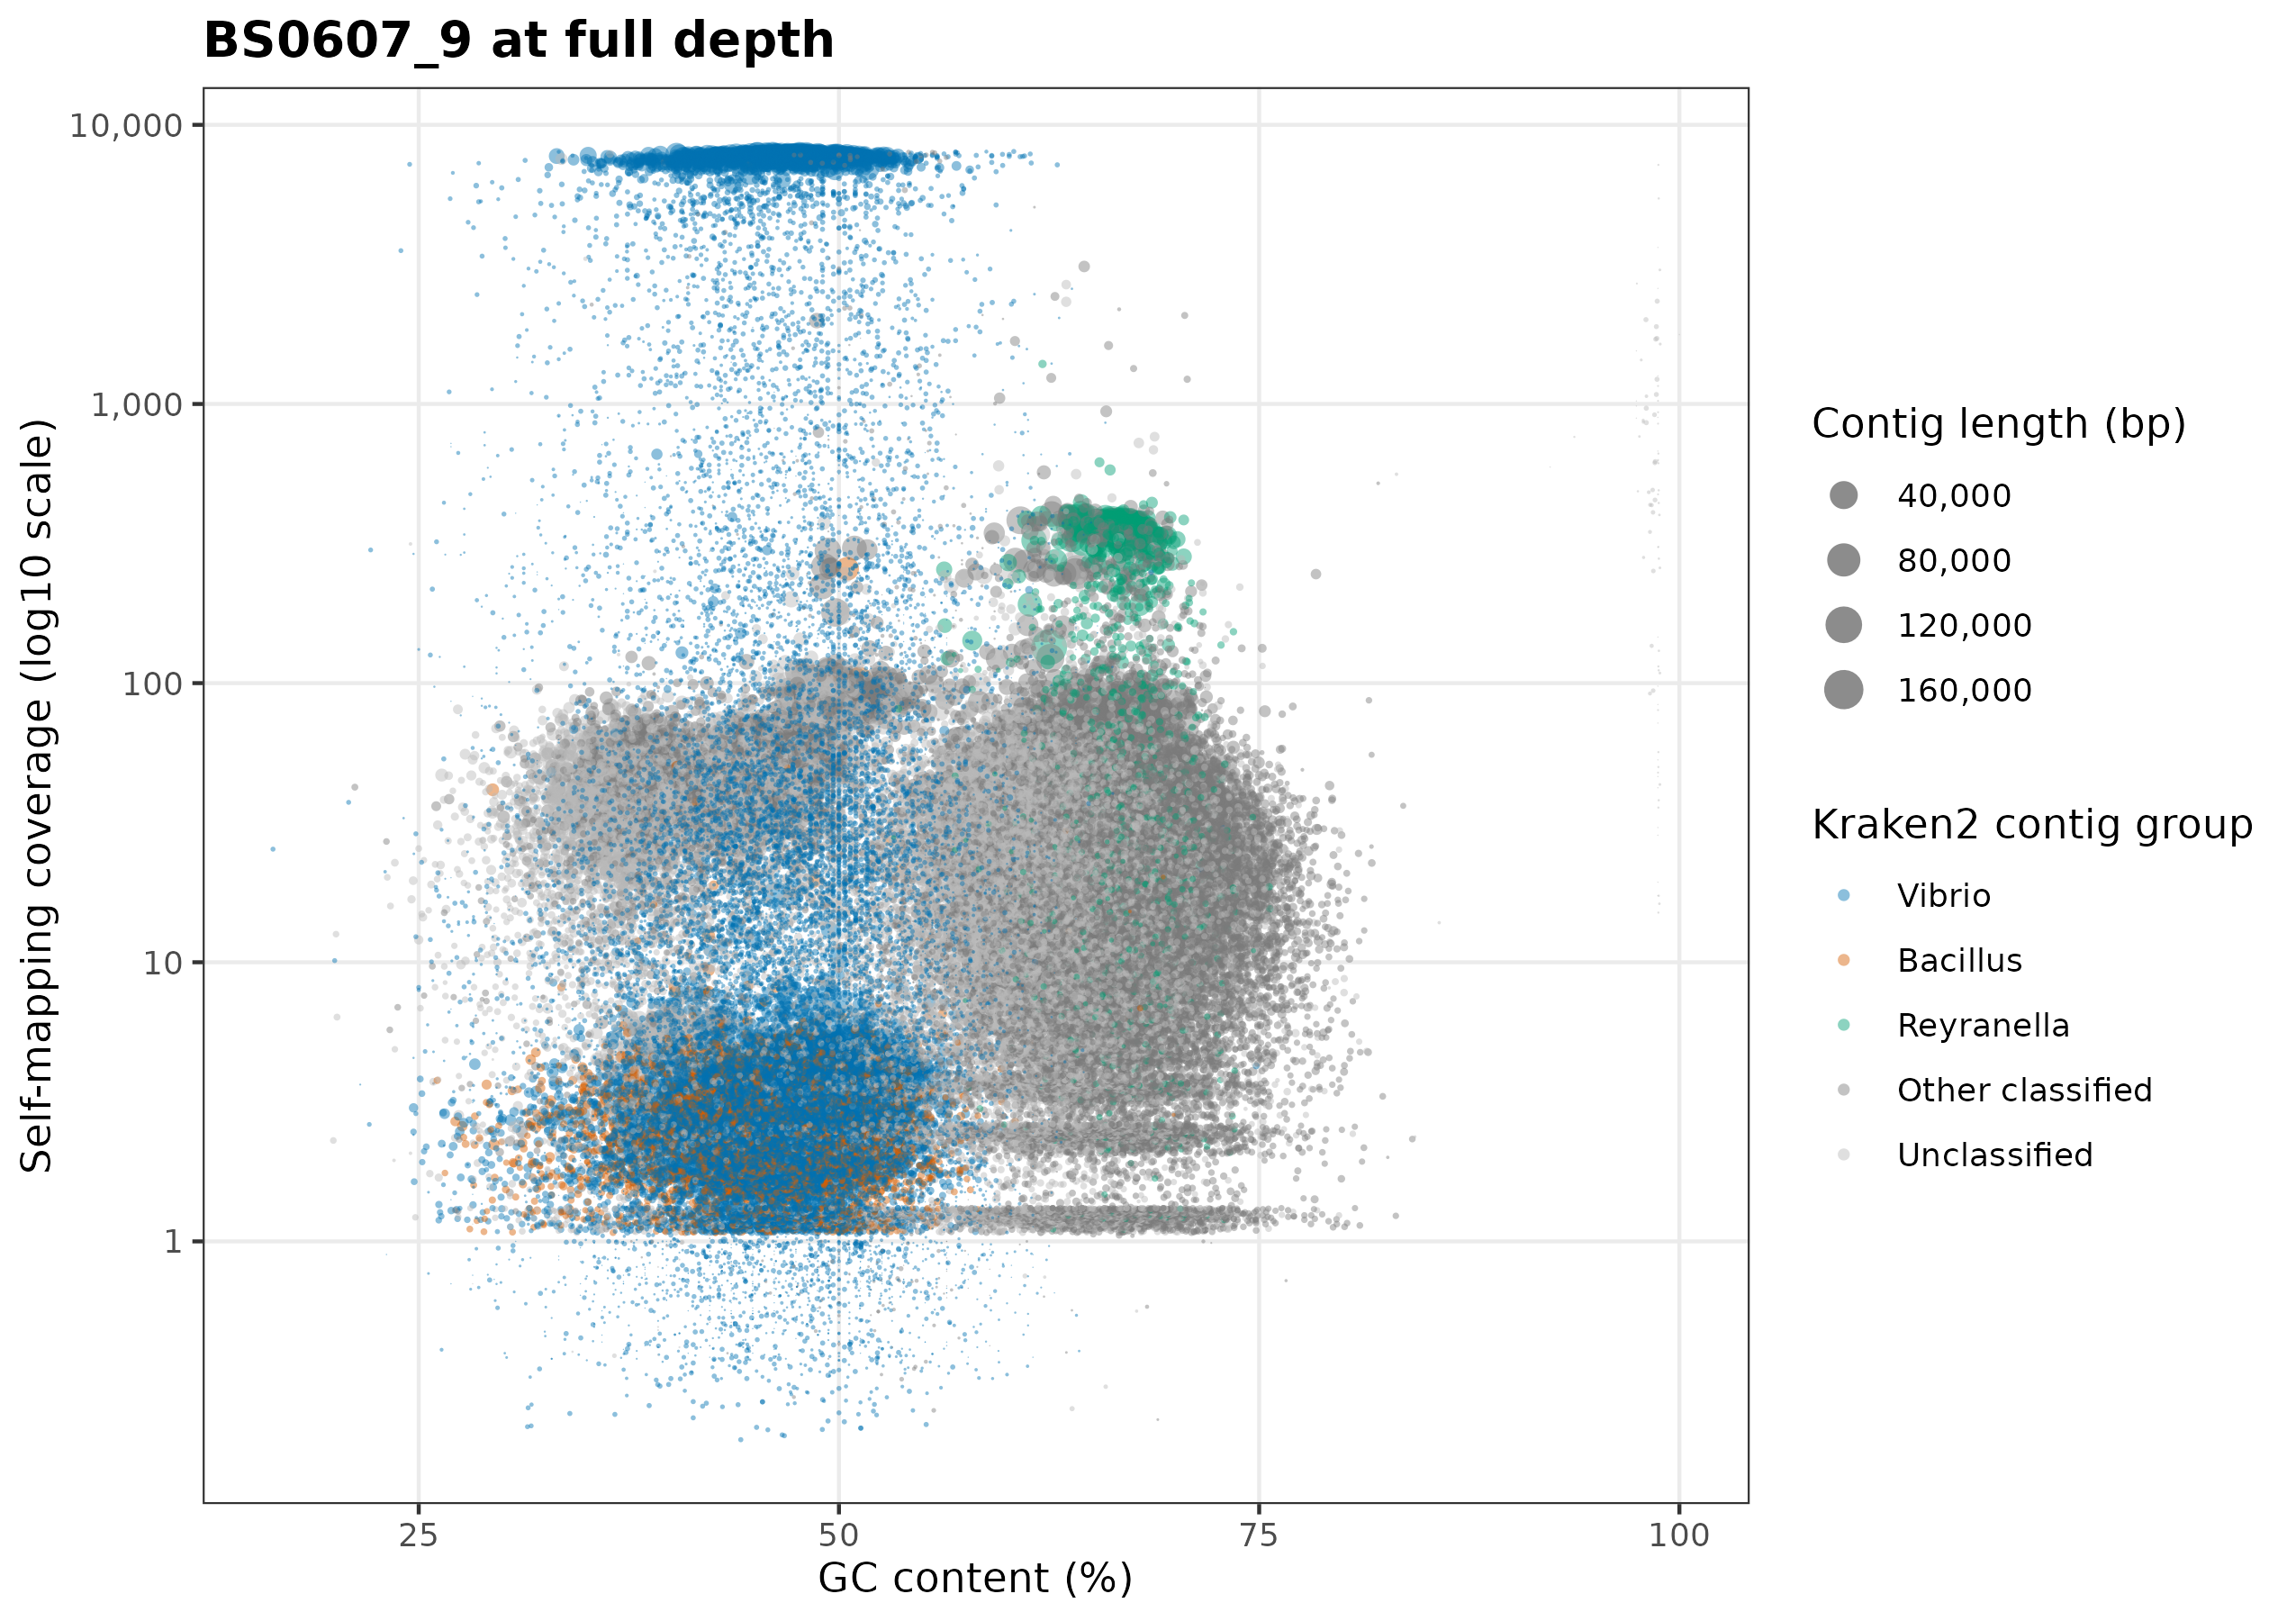 BS0607_9 at full depth
Self-mapping coverage (log10 scale)
10,000
1,000
100
10
1
25
50
75
100
GC content (%)
Contig length (bp)
40,000
80,000
120,000
160,000
Kraken2 contig group
Vibrio
Bacillus
Reyranella
Other classified
Unclassified